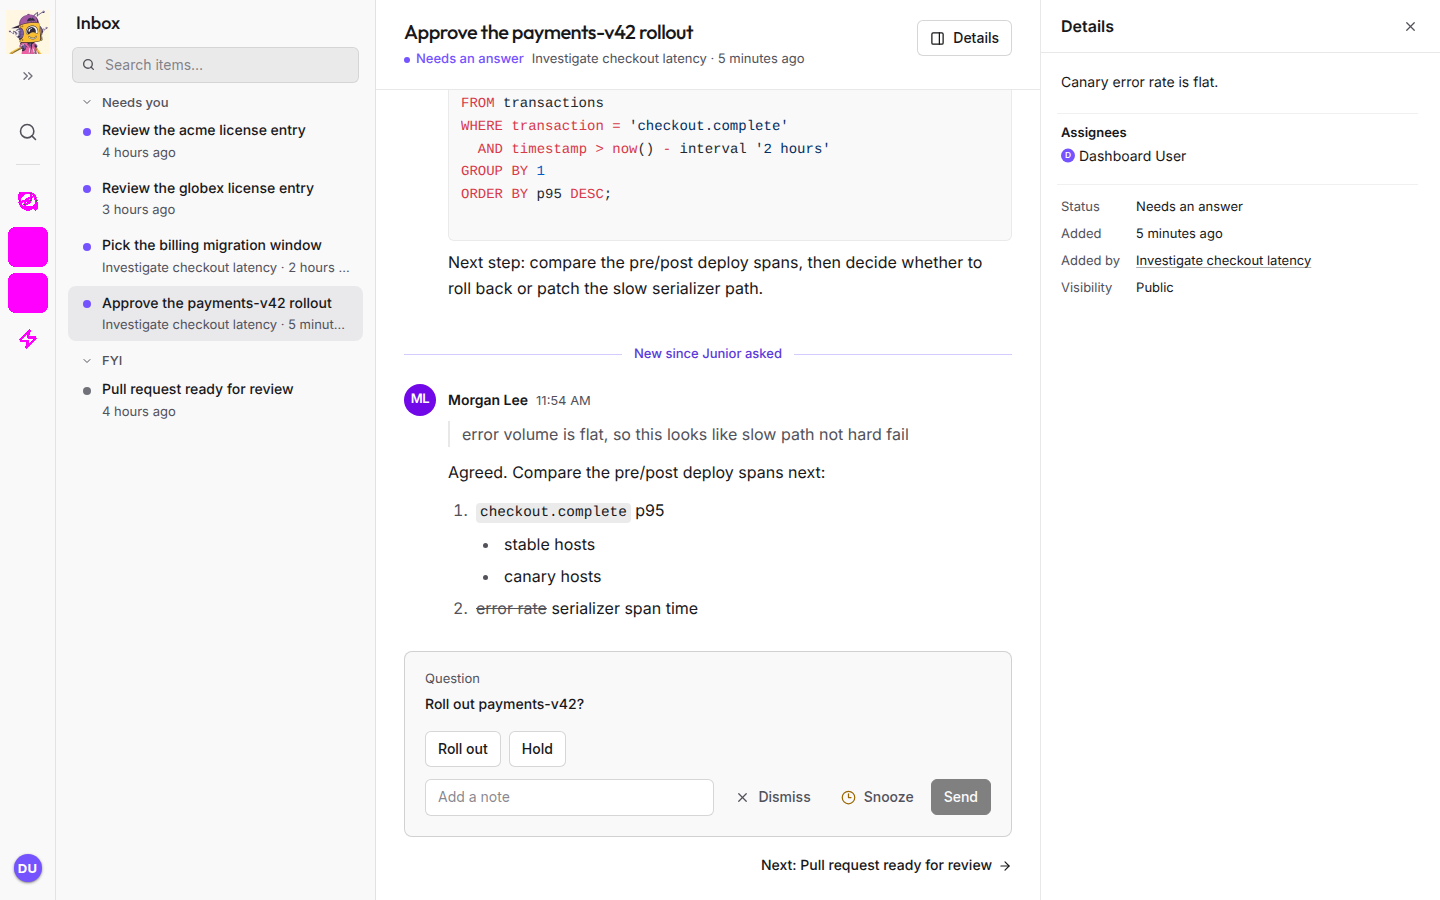 Inbox
Search items...
Needs you
Review the acme license entry
4 hours ago
Review the globex license entry
3 hours ago
Pick the billing migration window
Investigate checkout latency · 2 hours ...
Approve the payments-v42 rollout
Investigate checkout latency · 5 minut...
FYI
Pull request ready for review
4 hours ago
DU
Approve the payments-v42 rollout
Needs an answer Investigate checkout latency · 5 minutes ago
Details
FROM transactions
WHERE transaction = 'checkout.complete'
AND timestamp > now() - interval '2 hours'
GROUP BY 1
ORDER BY p95 DESC;
Next step: compare the pre/post deploy spans, then decide whether to
roll back or patch the slow serializer path.
New since Junior asked
ML Morgan Lee 11:54 AM
error volume is flat, so this looks like slow path not hard fail
Agreed. Compare the pre/post deploy spans next:
1. checkout.complete p95
• stable hosts
• canary hosts
2. error rate serializer span time
Question
Roll out payments-v42?
Roll out Hold
Add a note Dismiss Snooze Send
Next: Pull request ready for review →
Details
Canary error rate is flat.
Assignees
D Dashboard User
Status Needs an answer
Added 5 minutes ago
Added by Investigate checkout latency
Visibility Public